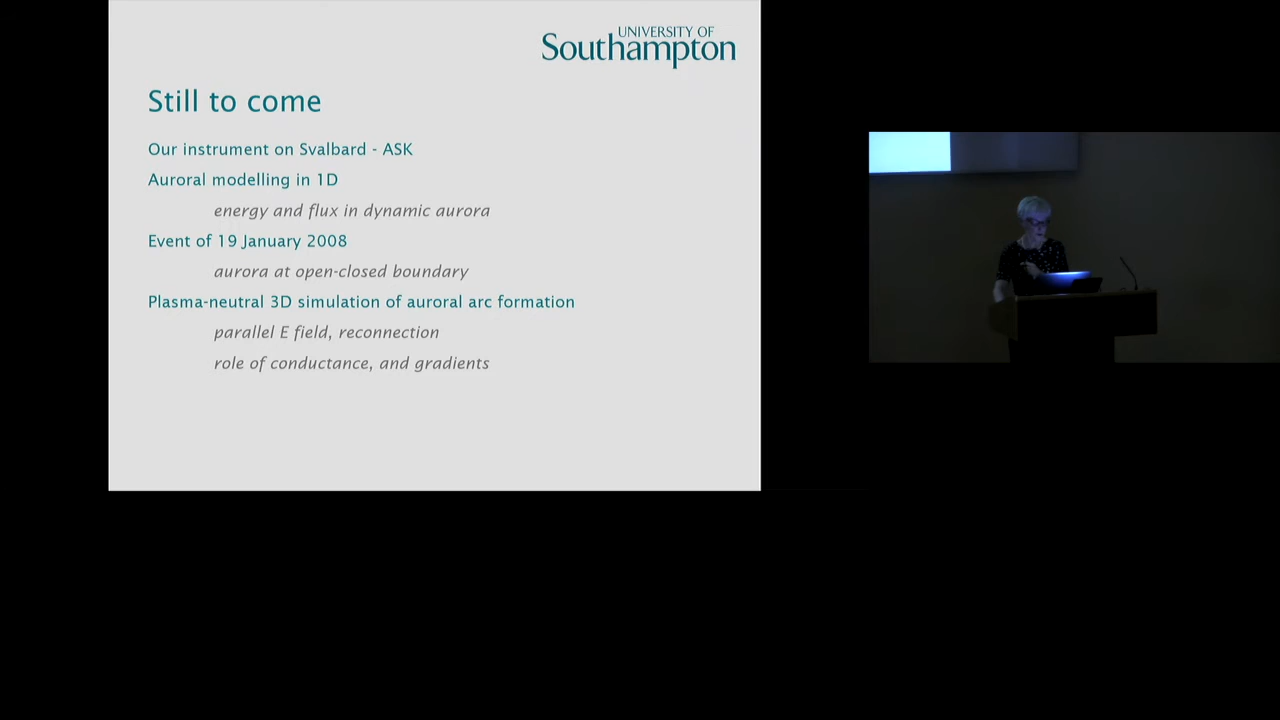 UNIVERSITY OF
Southampton
Still to come
Our instrument on Svalbard - ASK
Auroral modelling in 1D
energy and flux in dynamic aurora
Event of 19 January 2008
aurora at open-closed boundary
Plasma-neutral 3D simulation of auroral arc formation
parallel E field, reconnection
role of conductance, and gradients